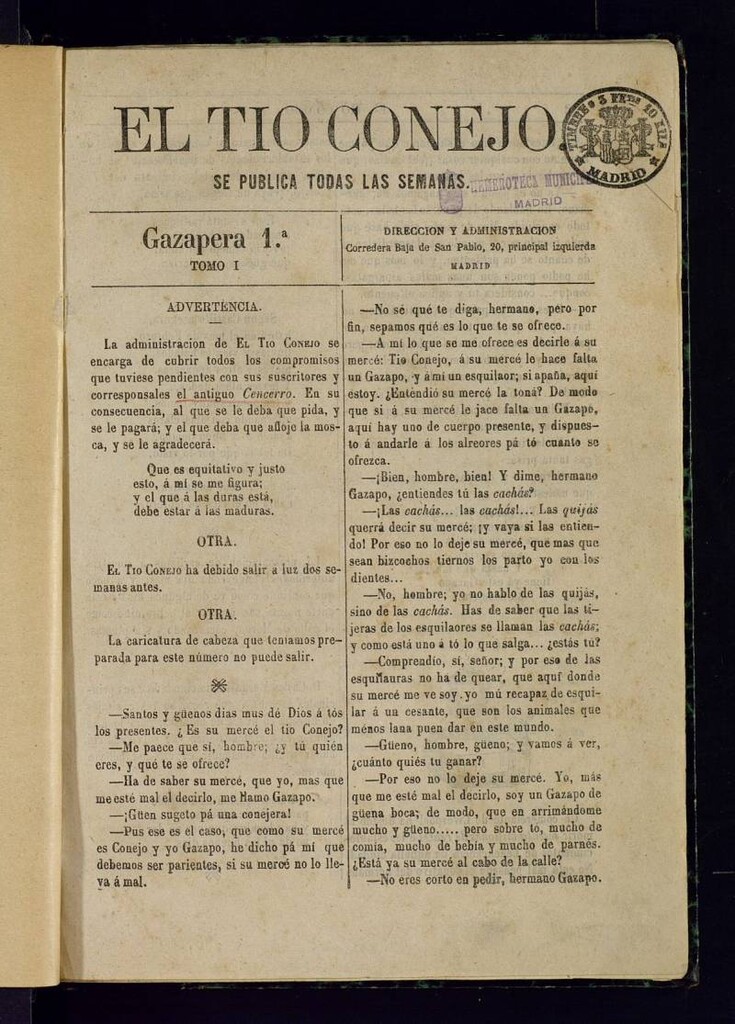 EL TIO CONEJO.
SE PUBLICA TODAS LAS SEMANAS.
TIMBRE 3 10 MILS
MADRID
HEMEROTECA MUNICI
MADRID
Gazapera 1.ª
TOMO I
DIRECCION Y ADMINISTRACION
Corredera Baja de San Pablo, 20, principal izquierda
MADRID
ADVERTENCIA.
La administracion de EL TIO CONEJO se
encarga de cubrir todos los compromisos
que tuviese pendientes con sus suscritores y
corresponsales el antiguo Cencerro. En su
consecuencia, al que se le deba que pida, y
se le pagará; y el que deba que afloje la mos-
ca, y se le agradecerá.
Que es equitativo y justo
esto, á mí se me figura;
y el que á las duras está,
debe estar á las maduras.
OTRA.
EL TIO CONEJO ha debido salir á luz dos se-
manas antes.
OTRA.
La caricatura de cabeza que teniamos pre-
parada para este número no puede salir.
—Santos y güenos dias mus dé Dios á tós
los presentes. ¿Es su mercé el tio Conejo?
—Me paece que sí, hombre; ¿y tú quién
eres, y qué te se ofrece?
—Ha de saber su mercé, que yo, mas que
me esté mal el decirlo, me llamo Gazapo.
—¡Güen sugeto pá una conejera!
—Pus ese es el caso; que como su mercé
es Conejo y yo Gazapo, he dicho pá mí que
debemos ser parientes, si su mercé no lo lle-
va á mal.
—No sé qué te diga, hermano, pero por
fin, sepamos qué es lo que te se ofrece.
—A mí lo que se me ofrece es decirle á su
mercé: Tio Conejo, á su mercé le hace falta
un Gazapo, y á mí un esquilaor; si apaña, aquí
estoy. ¿Entendió su mercé la toná? De modo
que si á su mercé le jace falta un Gazapo,
aquí hay uno de cuerpo presente, y dispues-
to á andarle á los alreores pá tó cuanto se
ofrezca.
—¡Bien, hombre, bien! Y dime, hermano
Gazapo, ¿entiendes tú las cachás?
—¡Las cachás... las cachás!... Las quijás
querrá decir su mercé; ¡y vaya si las entien-
do! Por eso no lo deje su mercé, que mas que
sean bizcochos tiernos los parto yo con los
dientes...
—No, hombre; yo no hablo de las quijás,
sino de las cachás. Has de saber que las ti-
jeras de los esquilaores se llaman las cachás;
y como está uno á tó lo que salga... ¿estás tú?
—Comprendío, sí, señor; y por eso de las
esquilauras no ha de quear, que aquí donde
su mercé me ve soy yo mú recapaz de esqui-
lar á un cesante, que son los animales que
ménos lana puen dar en este mundo.
—Güeno, hombre, güeno; y vamos á ver,
¿cuánto quiés tu ganar?
—Por eso no lo deje su mercé. Yo, más
que me esté mal el decirlo, soy un Gazapo de
güena boca; de modo, que en arrimándome
mucho y güeno..... pero sobre tó, mucho de
comía, mucho de bebía y mucho de parnés.
¿Está ya su mercé al cabo de la calle?
—No eres corto en pedir, hermano Gazapo.